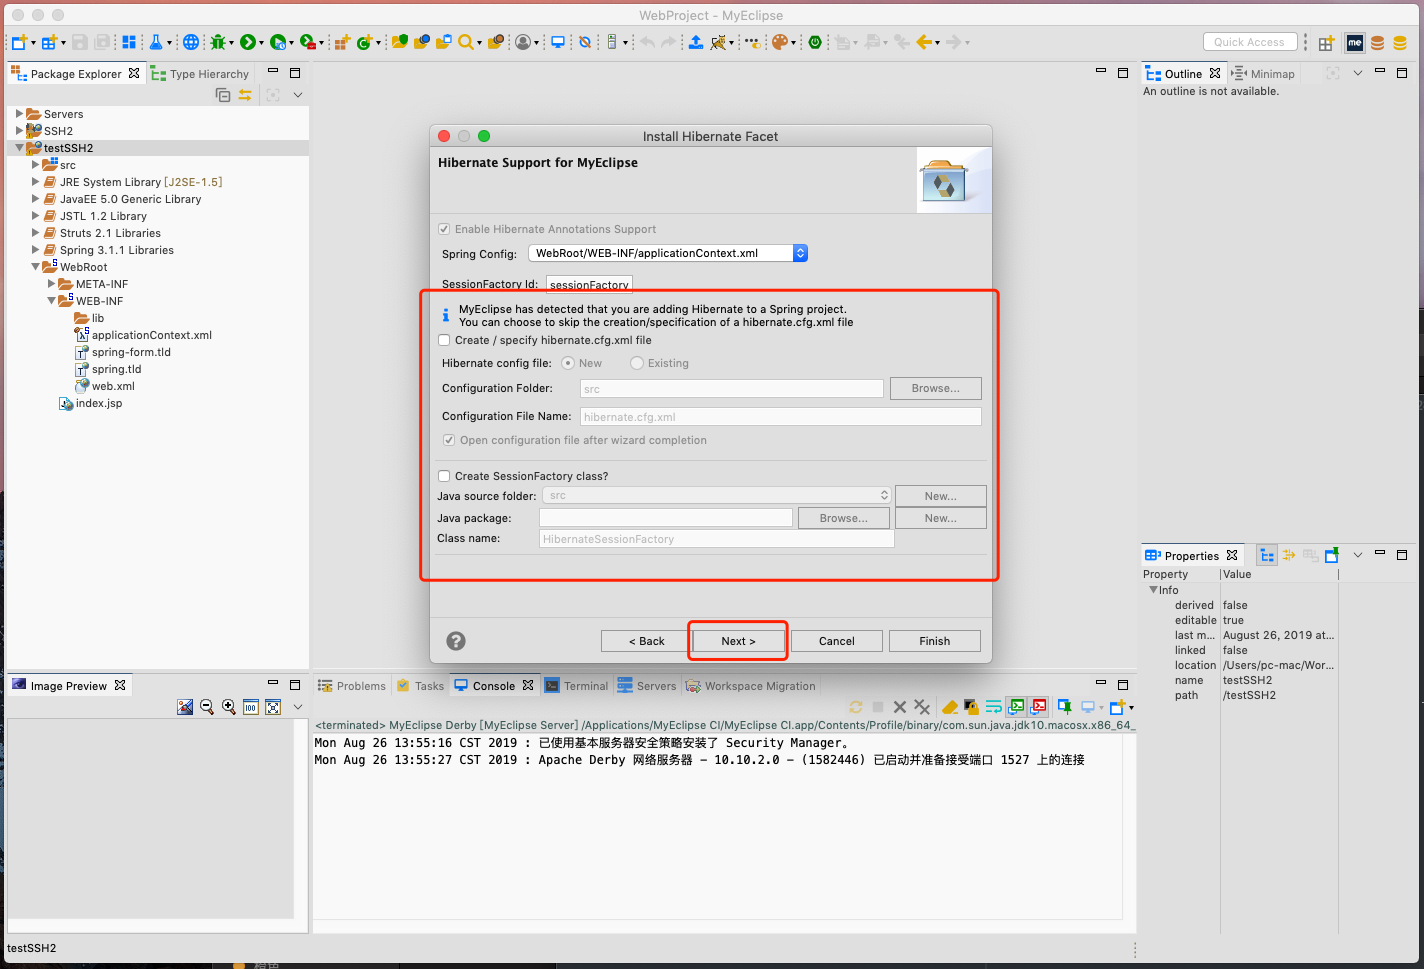 WebProject - MyEclipse
Quick Access
me
Package Explorer
Type Hierarchy
Servers
SSH2
testSSH2
src
JRE System Library [J2SE-1.5]
JavaEE 5.0 Generic Library
JSTL 1.2 Library
Struts 2.1 Libraries
Spring 3.1.1 Libraries
WebRoot
META-INF
WEB-INF
lib
applicationContext.xml
spring-form.tld
spring.tld
web.xml
index.jsp
Install Hibernate Facet
Hibernate Support for MyEclipse
Enable Hibernate Annotations Support
Spring Config: WebRoot/WEB-INF/applicationContext.xml
SessionFactory Id: sessionFactory
MyEclipse has detected that you are adding Hibernate to a Spring project.
You can choose to skip the creation/specification of a hibernate.cfg.xml file
Create / specify hibernate.cfg.xml file
Hibernate config file: New Existing
Configuration Folder: src Browse...
Configuration File Name: hibernate.cfg.xml
Open configuration file after wizard completion
Create SessionFactory class?
Java source folder: src New...
Java package: Browse... New...
Class name: HibernateSessionFactory
? < Back Next > Cancel Finish
Outline
Minimap
An outline is not available.
Properties
Property Value
Info
derived false
editable true
last m... August 26, 2019 at...
linked false
location /Users/pc-mac/Wor...
name testSSH2
path /testSSH2
Image Preview
100
Problems
Tasks
Console
Terminal
Servers
Workspace Migration
<terminated> MyEclipse Derby [MyEclipse Server] /Applications/MyEclipse CI/MyEclipse CI.app/Contents/Profile/binary/com.sun.java.jdk10.macosx.x86_64_
Mon Aug 26 13:55:16 CST 2019 : 已使用基本服务器安全策略安装了 Security Manager。
Mon Aug 26 13:55:27 CST 2019 : Apache Derby 网络服务器 - 10.10.2.0 - (1582446) 已启动并准备接受端口 1527 上的连接
testSSH2